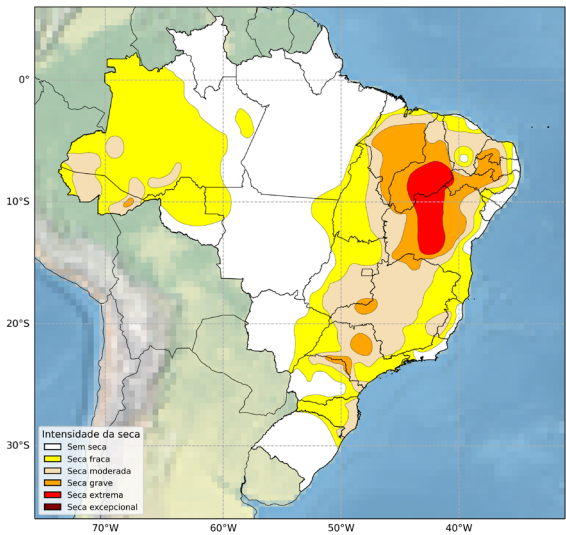 0°
10°S
20°S
30°S
Intensidade da seca
Sem seca
Seca fraca
Seca moderada
Seca grave
Seca extrema
Seca excepcional
70°W
60°W
50°W
40°W